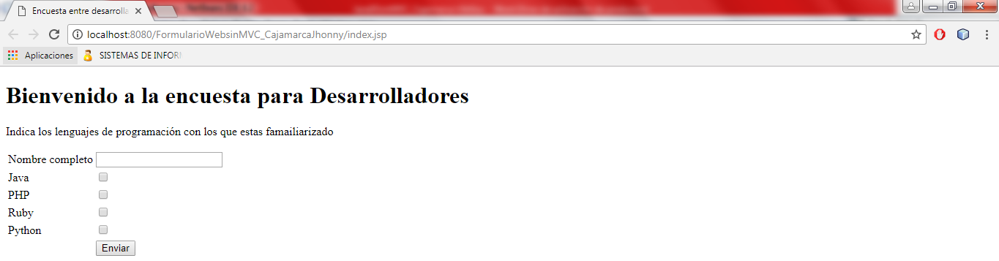 Encuesta entre desarrolla
localhost:8080/FormularioWebsinMVC_CajamarcaJhonny/index.jsp
Aplicaciones SISTEMAS DE INFOR
Bienvenido a la encuesta para Desarrolladores
Indica los lenguajes de programación con los que estas famailiarizado
Nombre completo
Java
PHP
Ruby
Python
Enviar